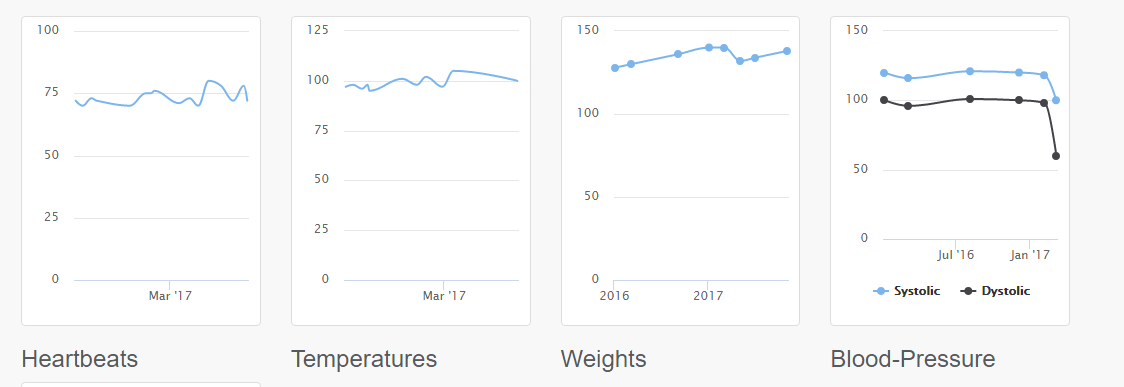 100
75
50
25
0
Mar '17
Heartbeats
125
100
75
50
25
0
Mar '17
Temperatures
150
100
50
0
2016 2017
Weights
150
100
50
0
Jul '16 Jan '17
Systolic Dystolic
Blood-Pressure